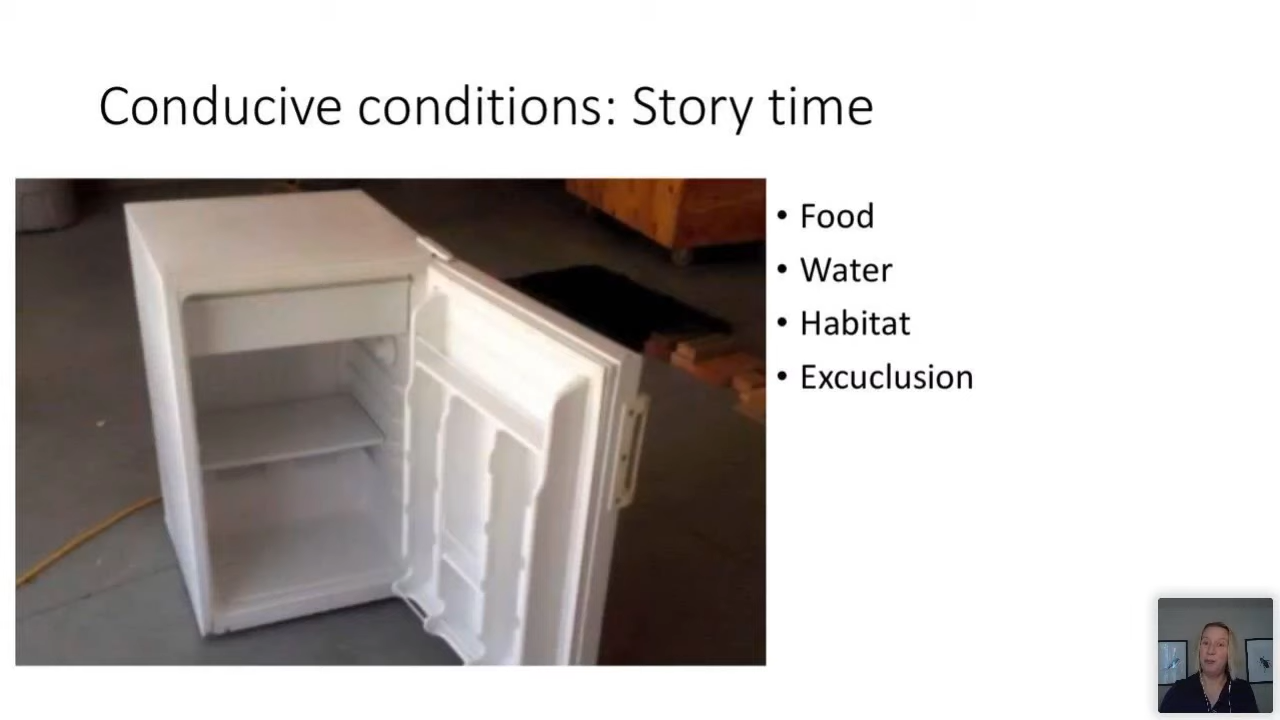 Conducive conditions: Story time
• Food
• Water
• Habitat
• Excuclusion